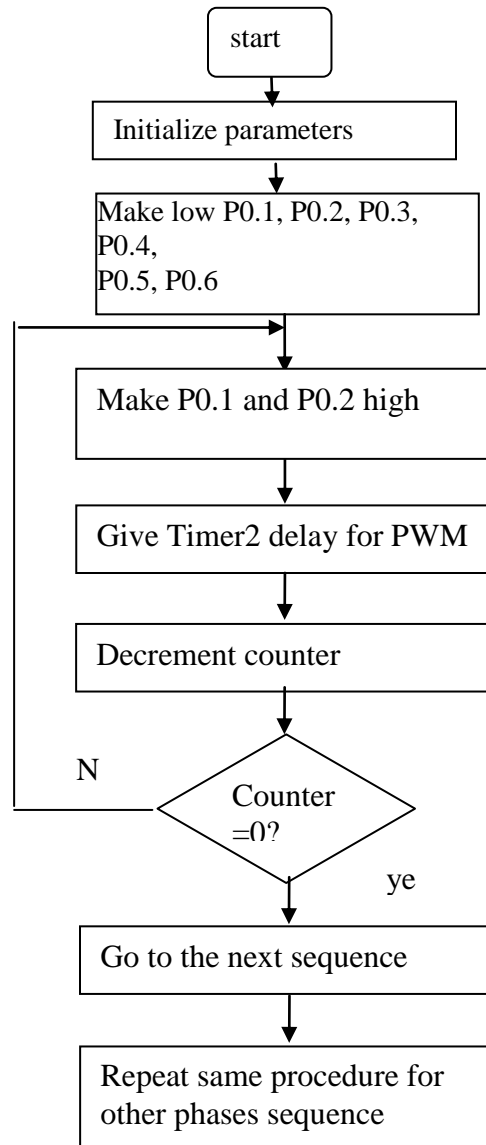 start
Initialize parameters
Make low P0.1, P0.2, P0.3,
P0.4,
P0.5, P0.6
Make P0.1 and P0.2 high
Give Timer2 delay for PWM
Decrement counter
N
Counter
=0?
ye
Go to the next sequence
Repeat same procedure for
other phases sequence